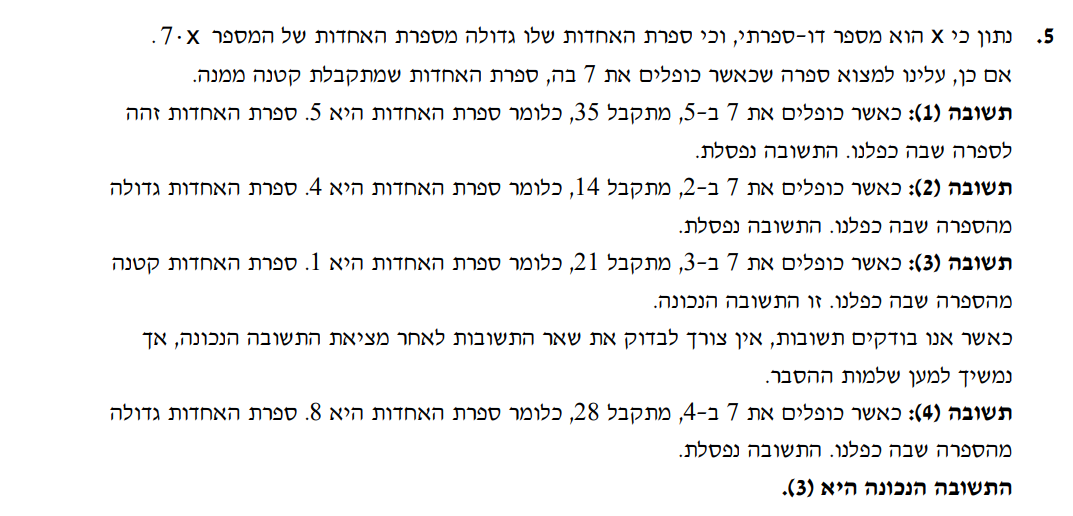 5. נתון כי x הוא מספר דו-ספרתי, וכי ספרת האחדות שלו גדולה מספרת האחדות של המספר 7·x.
אם כן, עלינו למצוא ספרה שכאשר כופלים את 7 בה, ספרת האחדות שמתקבלת קטנה ממנה.
תשובה (1): כאשר כופלים את 7 ב-5, מתקבל 35, כלומר ספרת האחדות היא 5. ספרת האחדות זהה
לספרה שבה כפלנו. התשובה נפסלת.
תשובה (2): כאשר כופלים את 7 ב-2, מתקבל 14, כלומר ספרת האחדות היא 4. ספרת האחדות גדולה
מהספרה שבה כפלנו. התשובה נפסלת.
תשובה (3): כאשר כופלים את 7 ב-3, מתקבל 21, כלומר ספרת האחדות היא 1. ספרת האחדות קטנה
מהספרה שבה כפלנו. זו התשובה הנכונה.
כאשר אנו בודקים תשובות, אין צורך לבדוק את שאר התשובות לאחר מציאת התשובה הנכונה, אך
נמשיך למען שלמות ההסבר.
תשובה (4): כאשר כופלים את 7 ב-4, מתקבל 28, כלומר ספרת האחדות היא 8. ספרת האחדות גדולה
מהספרה שבה כפלנו. התשובה נפסלת.
התשובה הנכונה היא (3).